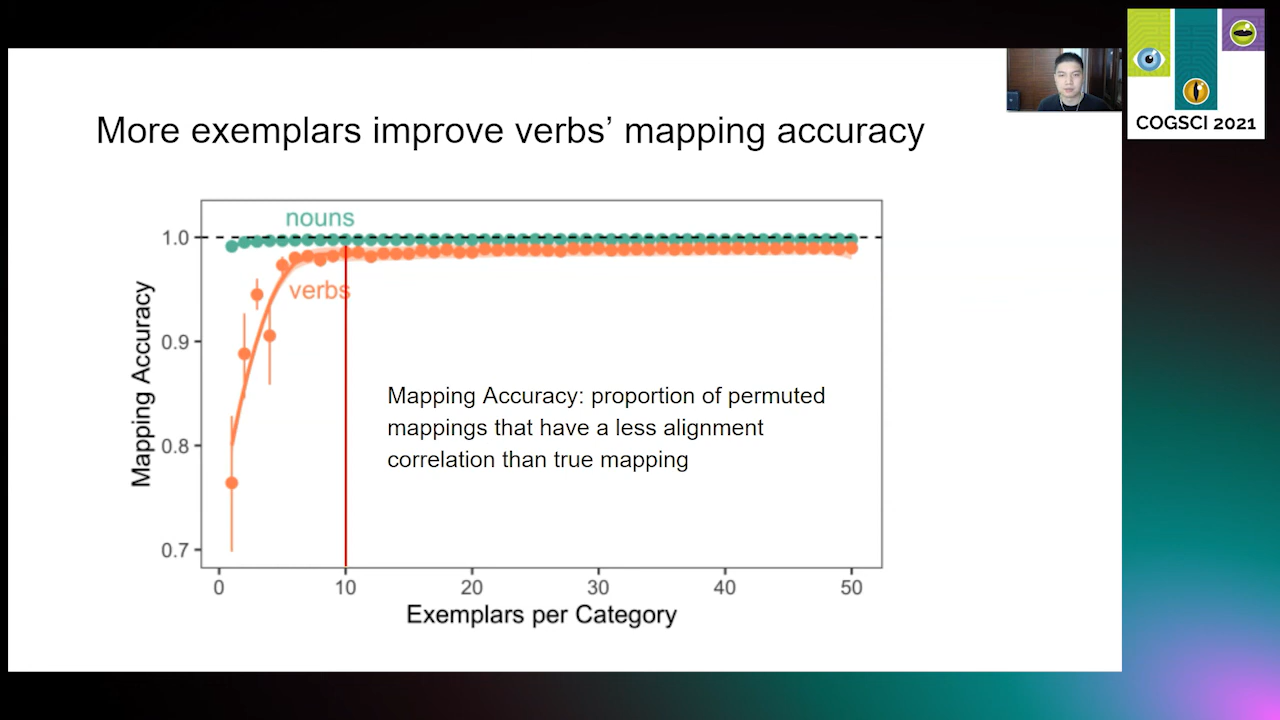 COGSCI 2021
More exemplars improve verbs’ mapping accuracy
nouns
verbs
Mapping Accuracy
1.0
0.9
0.8
0.7
Mapping Accuracy: proportion of permuted
mappings that have a less alignment
correlation than true mapping
0 10 20 30 40 50
Exemplars per Category